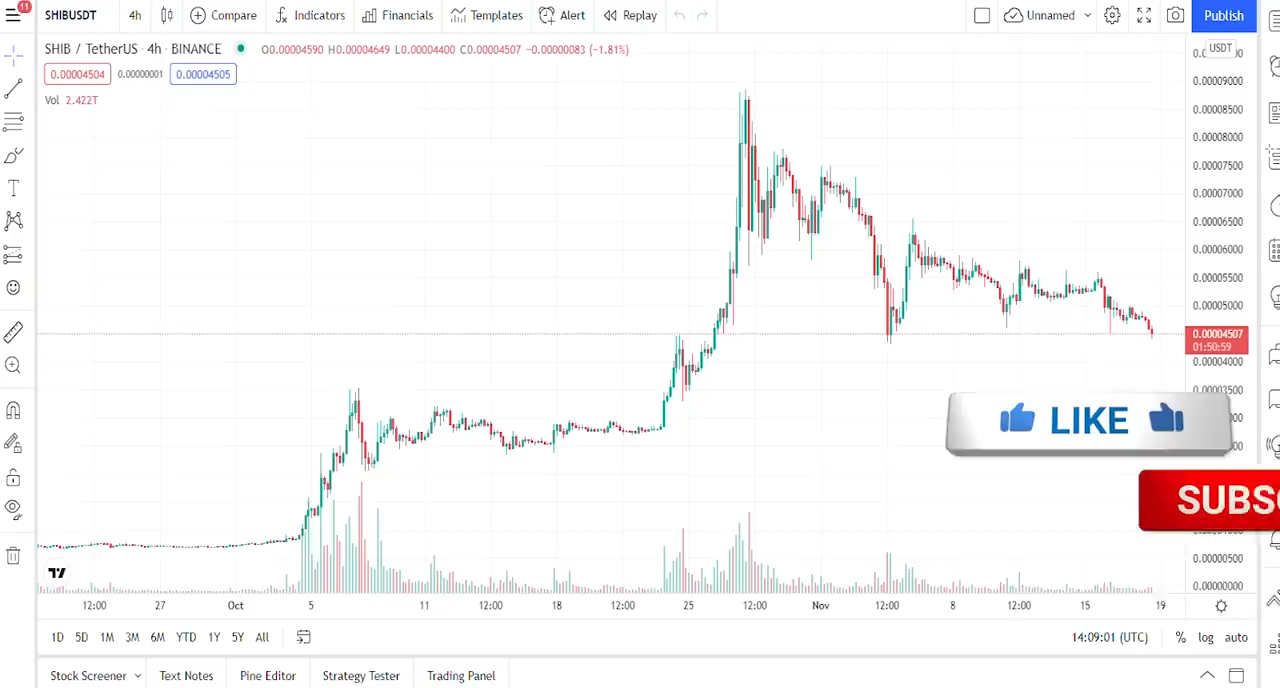 11
SHIBUSDT 4h Compare Indicators Financials Templates Alert Replay Unnamed Publish
SHIB / TetherUS · 4h · BINANCE O0.00004590 H0.00004649 L0.00004400 C0.00004507 −0.00000083 (−1.81%)
USDT
0.00004504 0.00000001 0.00004505
Vol 2.422T
0.00009000
0.00008500
0.00008000
0.00007500
0.00007000
0.00006500
0.00006000
0.00005500
0.00005000
0.00004507
01:50:59
0.00004000
LIKE
SUBSC
0.00000500
0.00000000
12:00 27 Oct 5 11 12:00 18 12:00 25 12:00 Nov 12:00 8 12:00 15 19
1D 5D 1M 3M 6M YTD 1Y 5Y All 14:09:01 (UTC) % log auto
Stock Screener Text Notes Pine Editor Strategy Tester Trading Panel